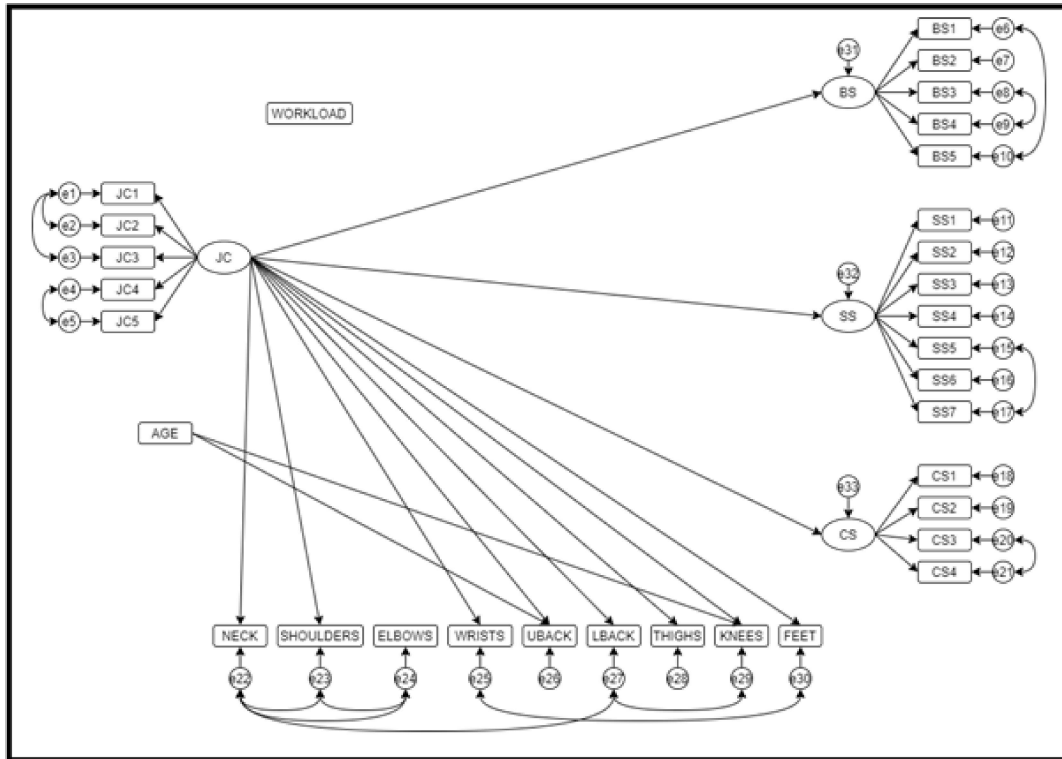 BS1
e6
e31
BS2
e7
BS
BS3
e8
WORKLOAD
BS4
e9
BS5
e10
e1
JC1
e2
JC2
SS1
e11
e3
JC3
JC
SS2
e12
e32
SS3
e13
e4
JC4
SS
SS4
e14
e5
JC5
SS5
e15
SS6
e16
SS7
e17
AGE
CS1
e18
e33
CS2
e19
CS
CS3
e20
CS4
e21
NECK SHOULDERS ELBOWS WRISTS UBACK LBACK THIGHS KNEES FEET
e22 e23 e24 e25 e26 e27 e28 e29 e30